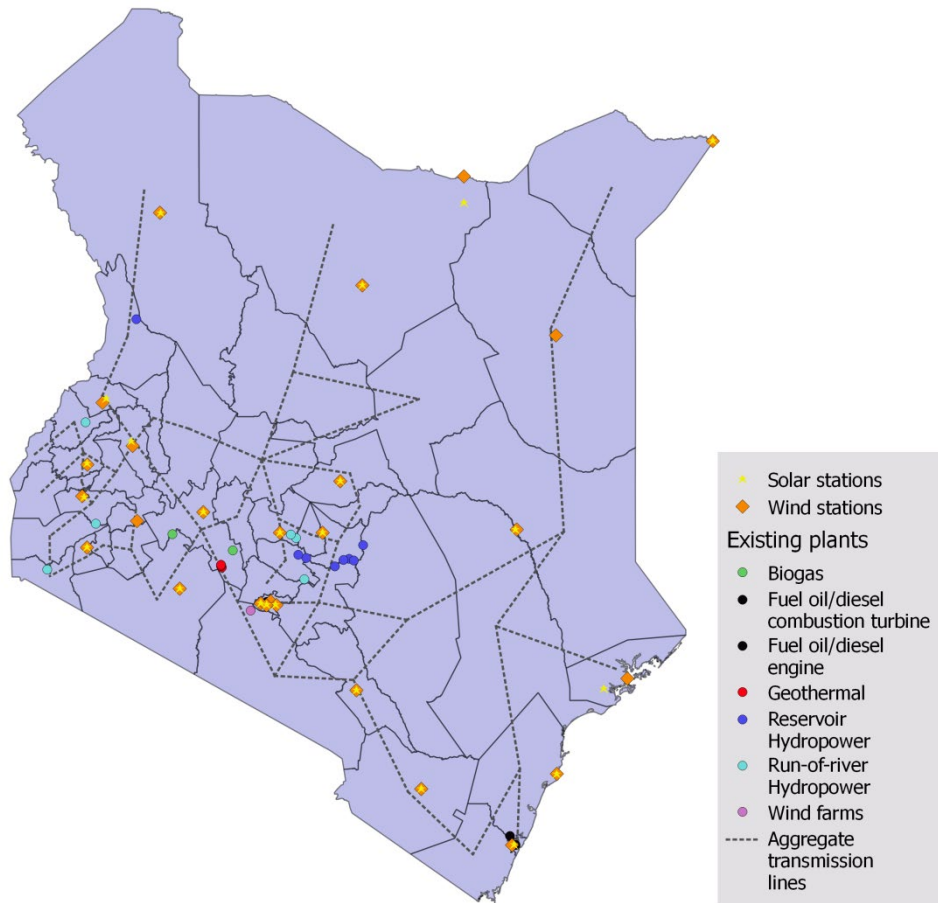 Solar stations
Wind stations
Existing plants
Biogas
Fuel oil/diesel
combustion turbine
Fuel oil/diesel
engine
Geothermal
Reservoir
Hydropower
Run-of-river
Hydropower
Wind farms
Aggregate
transmission
lines